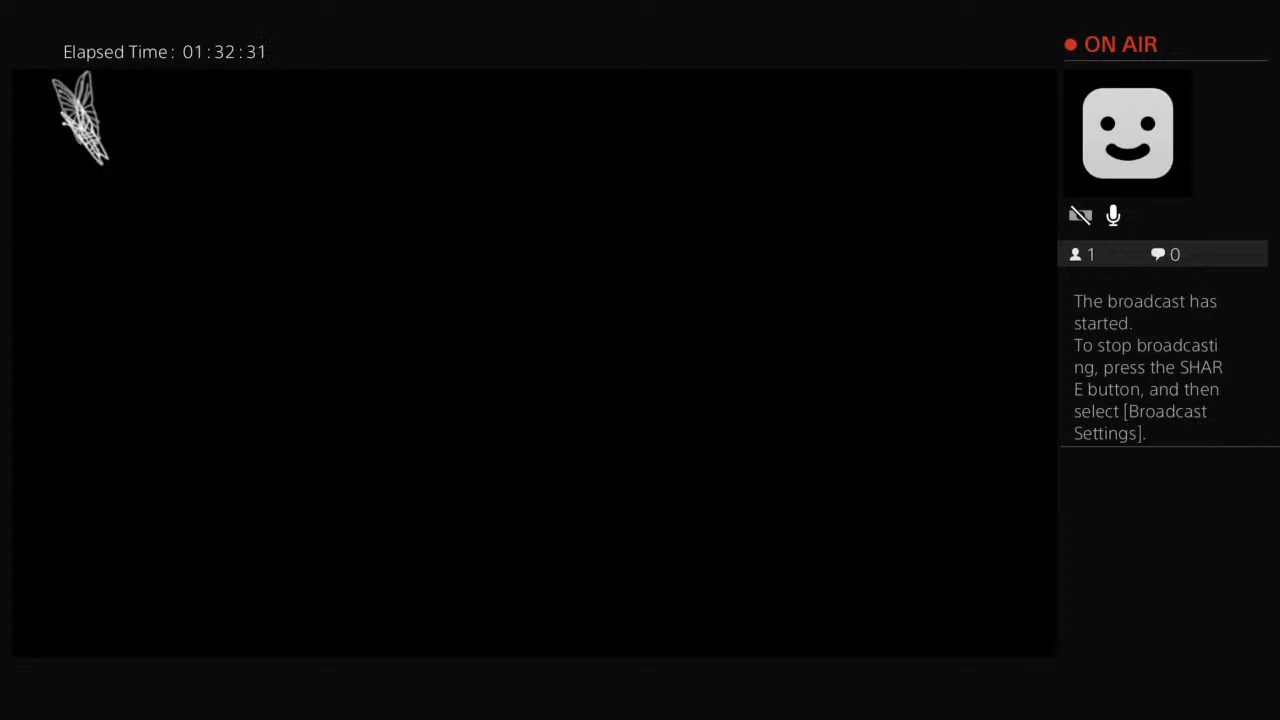 Elapsed Time: 01:32:31
ON AIR
1 0
The broadcast has
started.
To stop broadcasti
ng, press the SHAR
E button, and then
select [Broadcast
Settings].